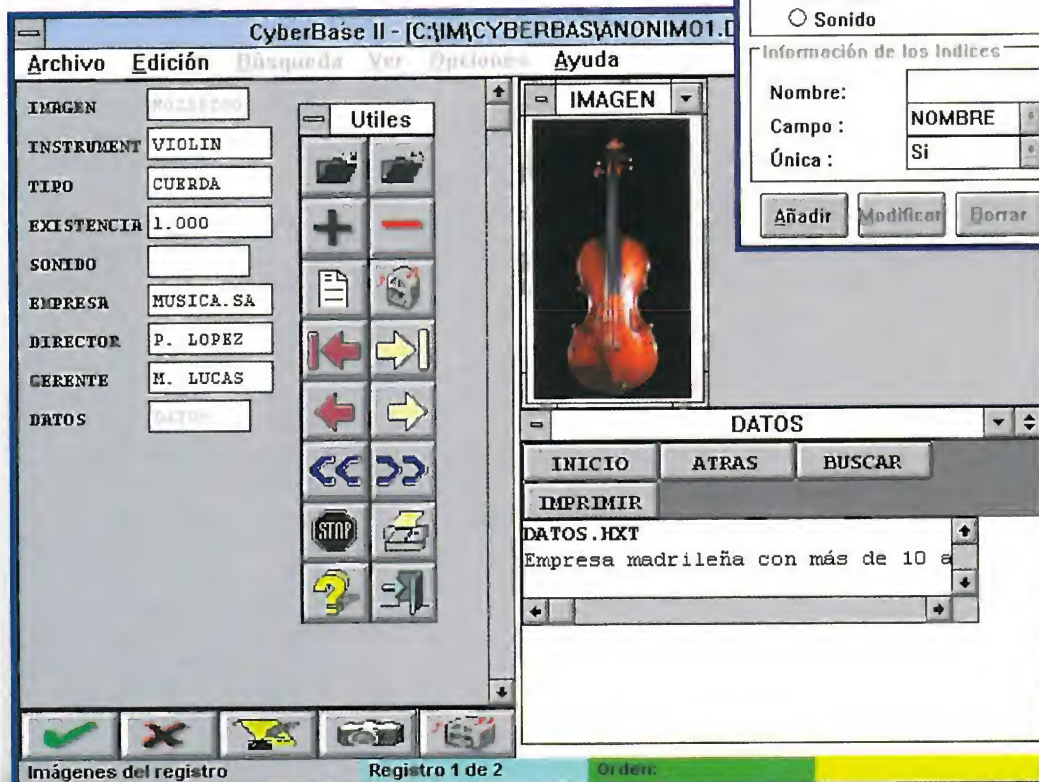 CyberBase II - [C:\IM\CYBERBAS\ANONIMO1.D
Archivo Edición Búsqueda Ver Opciones Ayuda
IMAGEN
INSTRUMENT VIOLIN
TIPO CUERDA
EXISTENCIA 1.000
SONIDO
EMPRESA MUSICA.SA
DIRECTOR P. LOPEZ
GERENTE M. LUCAS
DATOS DATOS
Utiles
STOP
IMAGEN
Sonido
Información de los Indices
Nombre:
Campo : NOMBRE
Única : Si
Añadir Modificar Borrar
DATOS
INICIO ATRAS BUSCAR
IMPRIMIR
DATOS.HXT
Empresa madrileña con más de 10 a
Imágenes del registro Registro 1 de 2 Orden: